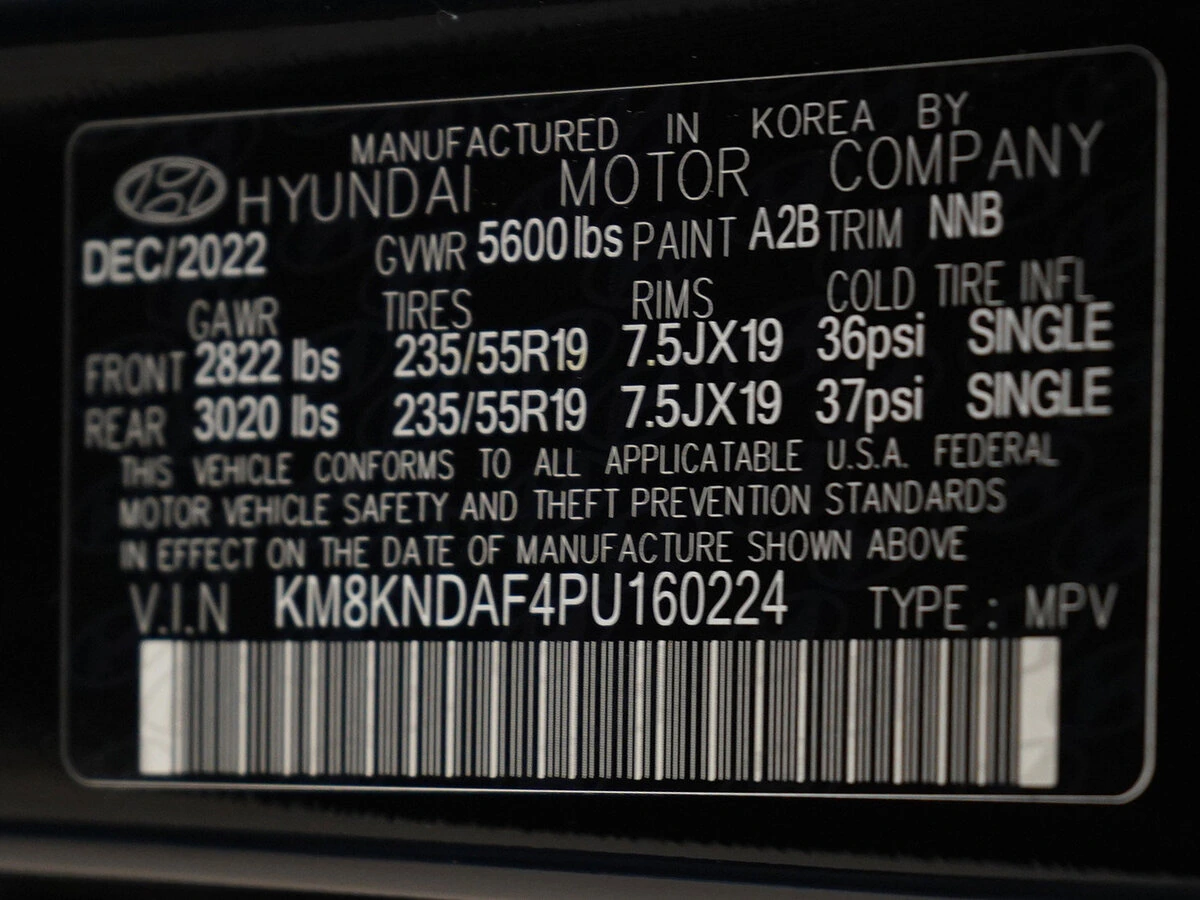 MANUFACTURED IN KOREA BY
HYUNDAI MOTOR COMPANY
DEC/2022 GVWR 5600 lbs PAINT A2B TRIM NNB
GAWR TIRES RIMS COLD TIRE INFL
FRONT 2822 lbs 235/55R19 7.5JX19 36psi SINGLE
REAR 3020 lbs 235/55R19 7.5JX19 37psi SINGLE
THIS VEHICLE CONFORMS TO ALL APPLICATABLE U.S.A. FEDERAL
MOTOR VEHICLE SAFETY AND THEFT PREVENTION STANDARDS
IN EFFECT ON THE DATE OF MANUFACTURE SHOWN ABOVE
V.I.N KM8KNDAF4PU160224 TYPE : MPV